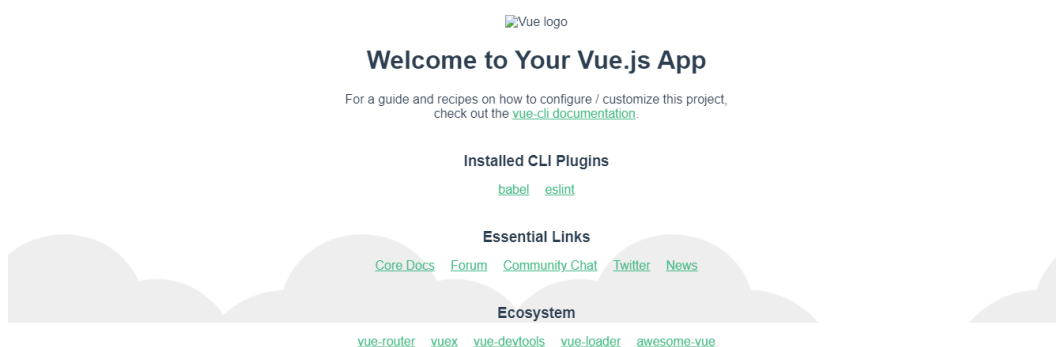 Vue logo
Welcome to Your Vue.js App
For a guide and recipes on how to configure / customize this project,
check out the vue-cli documentation.
Installed CLI Plugins
babel eslint
Essential Links
Core Docs Forum Community Chat Twitter News
Ecosystem
vue-router vuex vue-devtools vue-loader awesome-vue